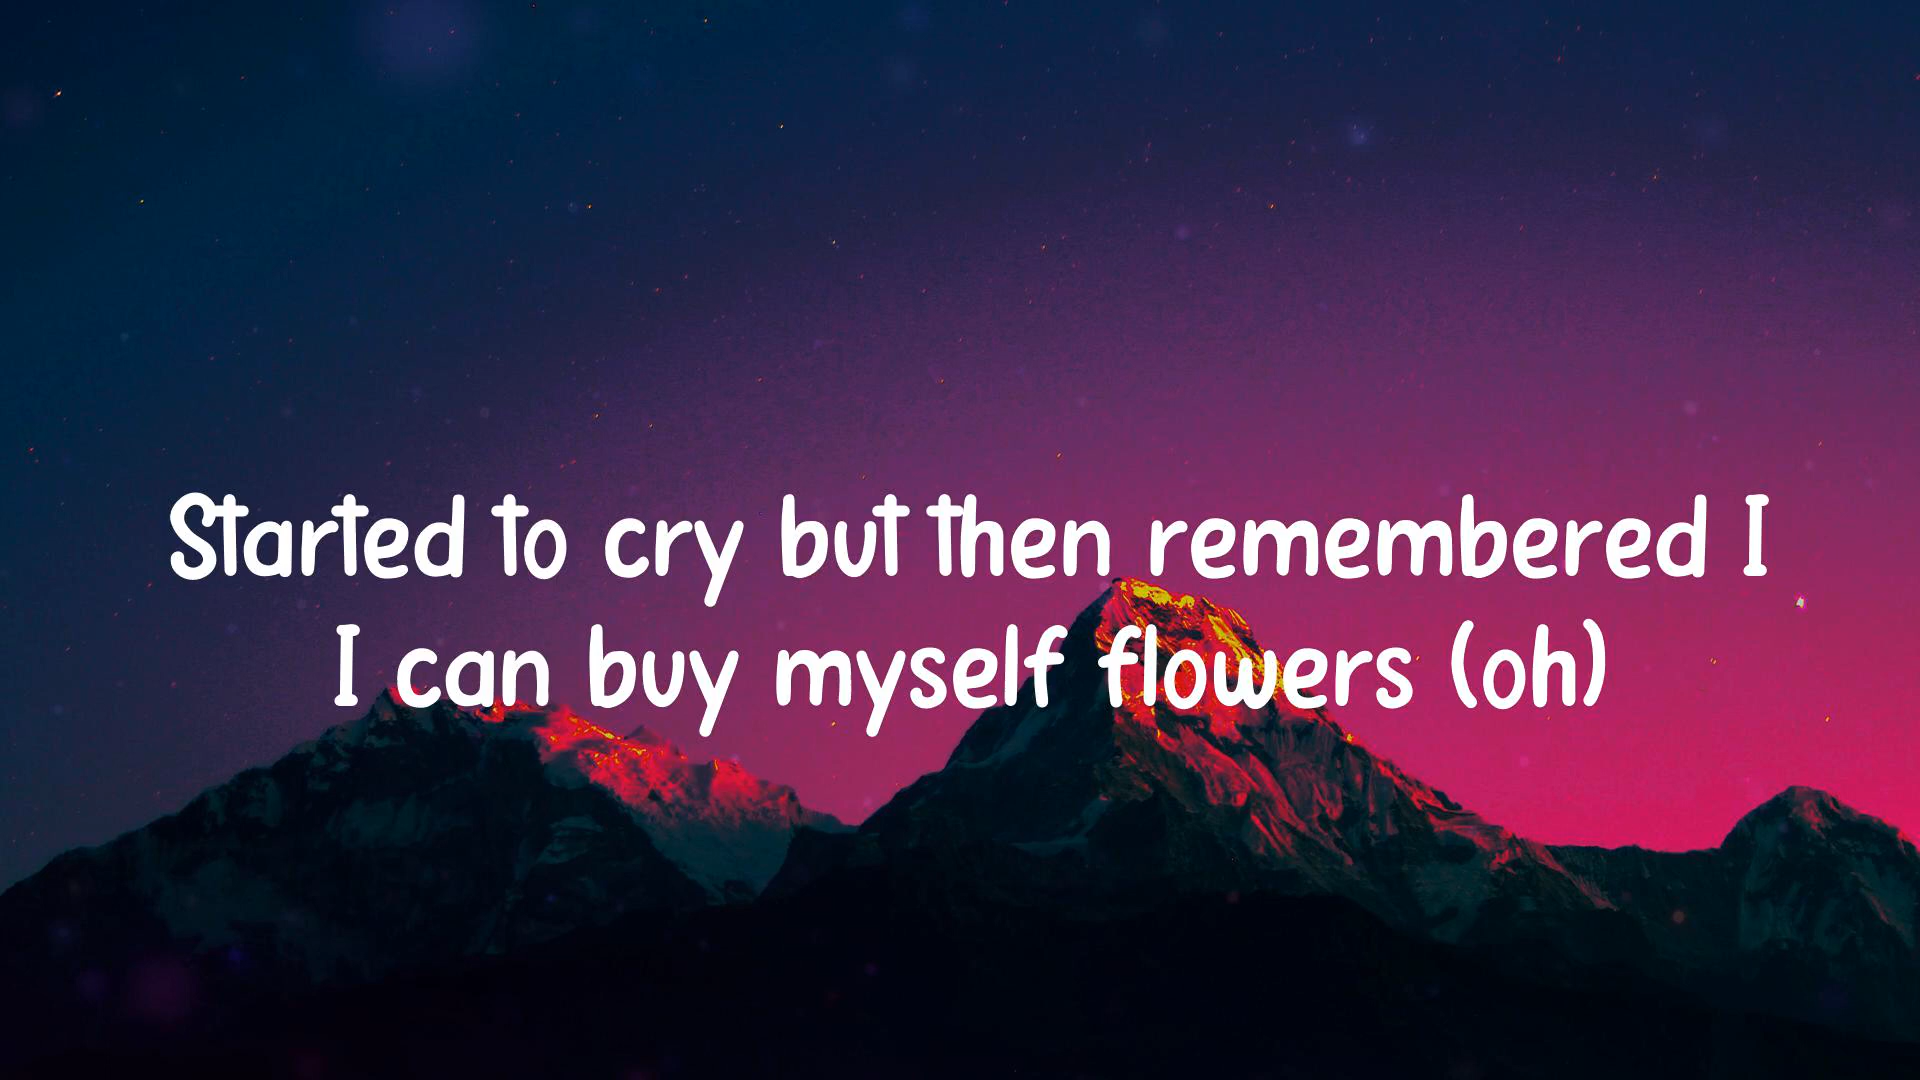 Started to cry but then remembered I
I can buy myself flowers (oh)